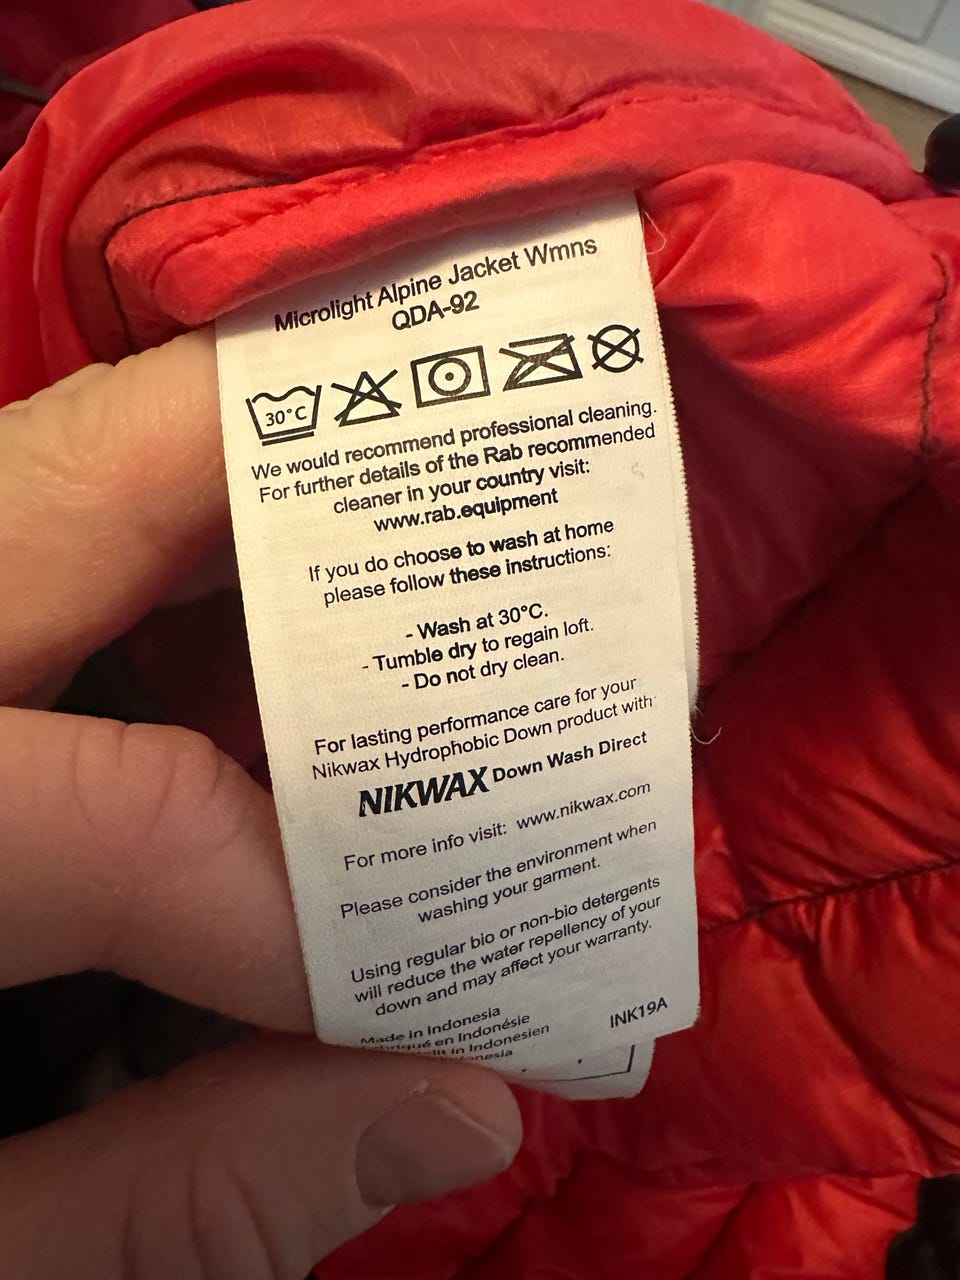 Microlight Alpine Jacket Wmns
QDA-92
30°C
We would recommend professional cleaning.
For further details of the Rab recommended
cleaner in your country visit:
www.rab.equipment
If you do choose to wash at home
please follow these instructions:
- Wash at 30°C.
- Tumble dry to regain loft.
- Do not dry clean.
For lasting performance care for your
Nikwax Hydrophobic Down product with:
NIKWAX Down Wash Direct
For more info visit: www.nikwax.com
Please consider the environment when
washing your garment.
Using regular bio or non-bio detergents
will reduce the water repellency of your
down and may affect your warranty.
Made in Indonesia
en Indonésie
in Indonesien
INK19A